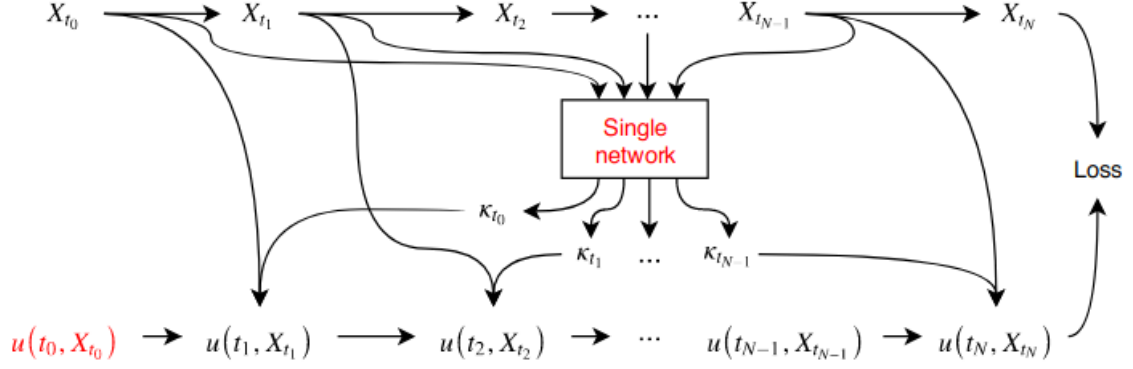 X_{t_0} X_{t_1} X_{t_2} ... X_{t_{N-1}} X_{t_N}
Single
network
Loss
κ_{t_0}
κ_{t_1} ... κ_{t_{N-1}}
u(t_0, X_{t_0}) u(t_1, X_{t_1}) u(t_2, X_{t_2}) ... u(t_{N-1}, X_{t_{N-1}}) u(t_N, X_{t_N})